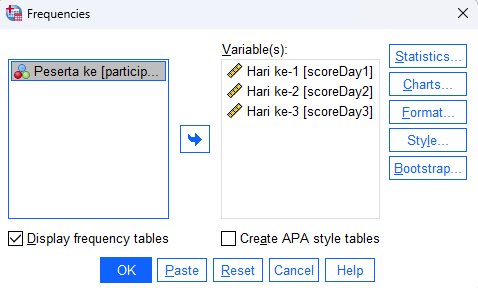 Frequencies
Variable(s):
Peserta ke [particip...
Hari ke-1 [scoreDay1]
Hari ke-2 [scoreDay2]
Hari ke-3 [scoreDay3]
Statistics...
Charts...
Format...
Style...
Bootstrap...
Display frequency tables
Create APA style tables
OK
Paste
Reset
Cancel
Help